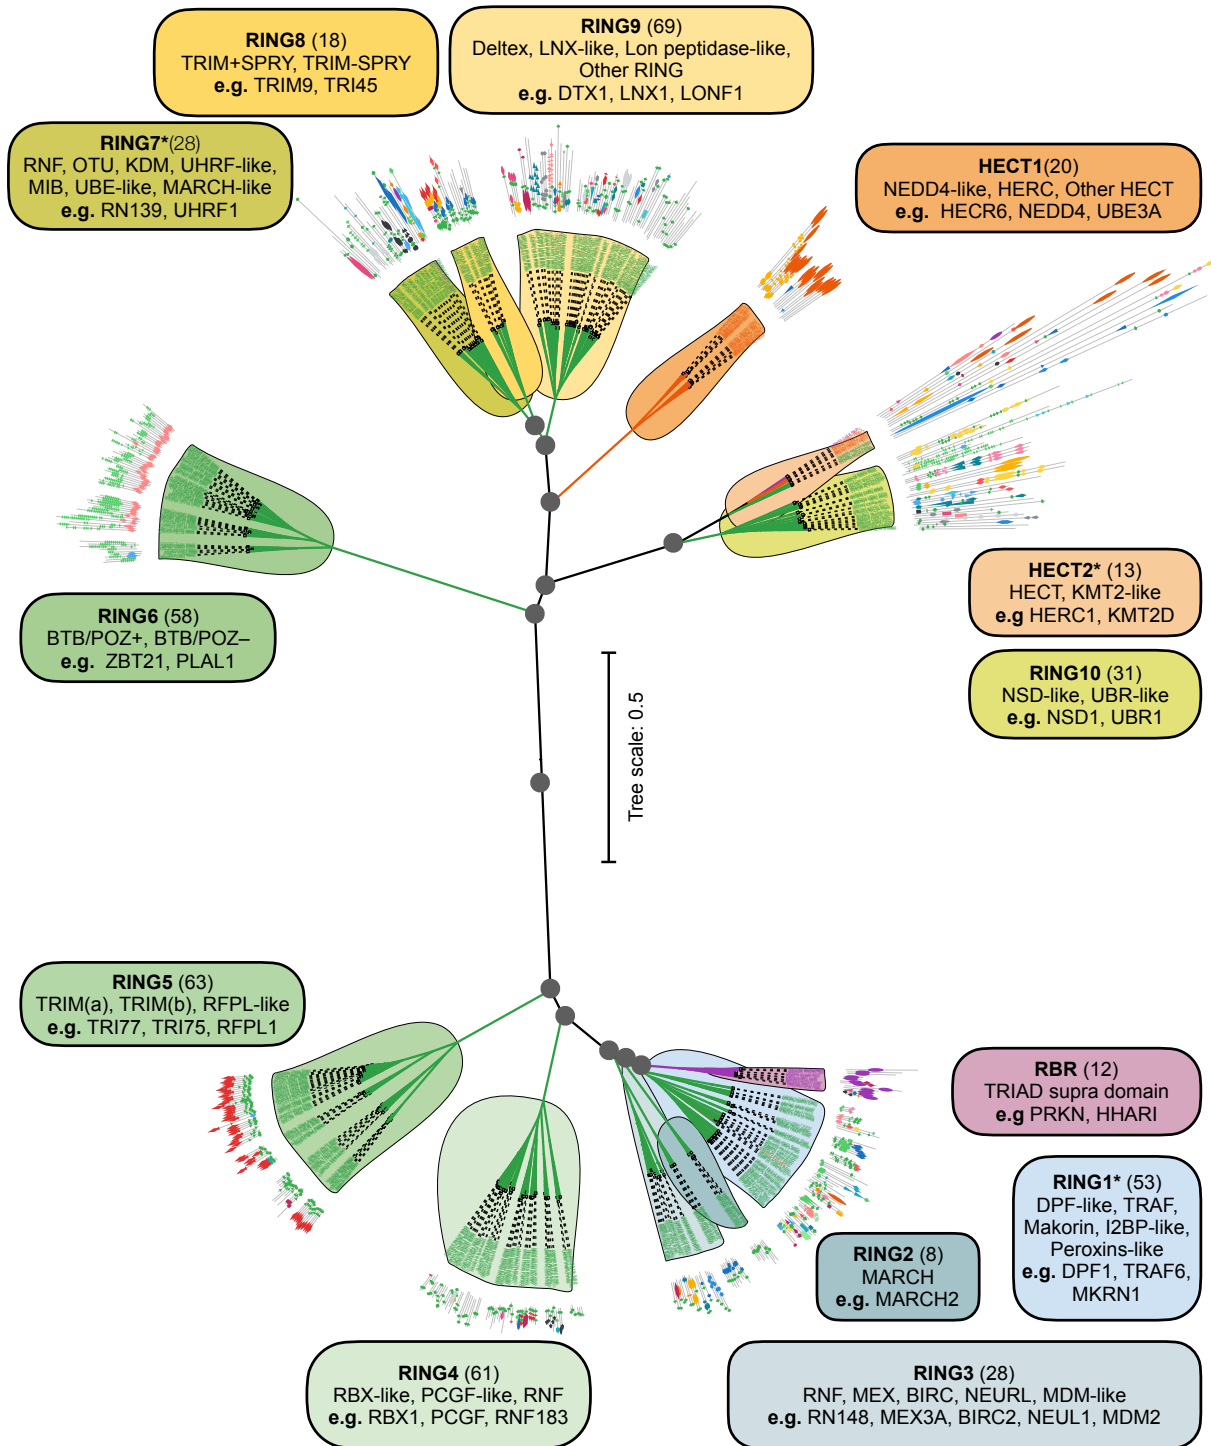 RING8 (18)
TRIM+SPRY, TRIM-SPRY
e.g. TRIM9, TRI45
RING9 (69)
Deltex, LNX-like, Lon peptidase-like,
Other RING
e.g. DTX1, LNX1, LONF1
RING7*(28)
RNF, OTU, KDM, UHRF-like,
MIB, UBE-like, MARCH-like
e.g. RN139, UHRF1
HECT1(20)
NEDD4-like, HERC, Other HECT
e.g. HECR6, NEDD4, UBE3A
HECT2* (13)
HECT, KMT2-like
e.g HERC1, KMT2D
RING6 (58)
BTB/POZ+, BTB/POZ–
e.g. ZBT21, PLAL1
RING10 (31)
NSD-like, UBR-like
e.g. NSD1, UBR1
Tree scale: 0.5
RING5 (63)
TRIM(a), TRIM(b), RFPL-like
e.g. TRI77, TRI75, RFPL1
RBR (12)
TRIAD supra domain
e.g PRKN, HHARI
RING1* (53)
DPF-like, TRAF,
Makorin, I2BP-like,
Peroxins-like
e.g. DPF1, TRAF6,
MKRN1
RING2 (8)
MARCH
e.g. MARCH2
RING4 (61)
RBX-like, PCGF-like, RNF
e.g. RBX1, PCGF, RNF183
RING3 (28)
RNF, MEX, BIRC, NEURL, MDM-like
e.g. RN148, MEX3A, BIRC2, NEUL1, MDM2